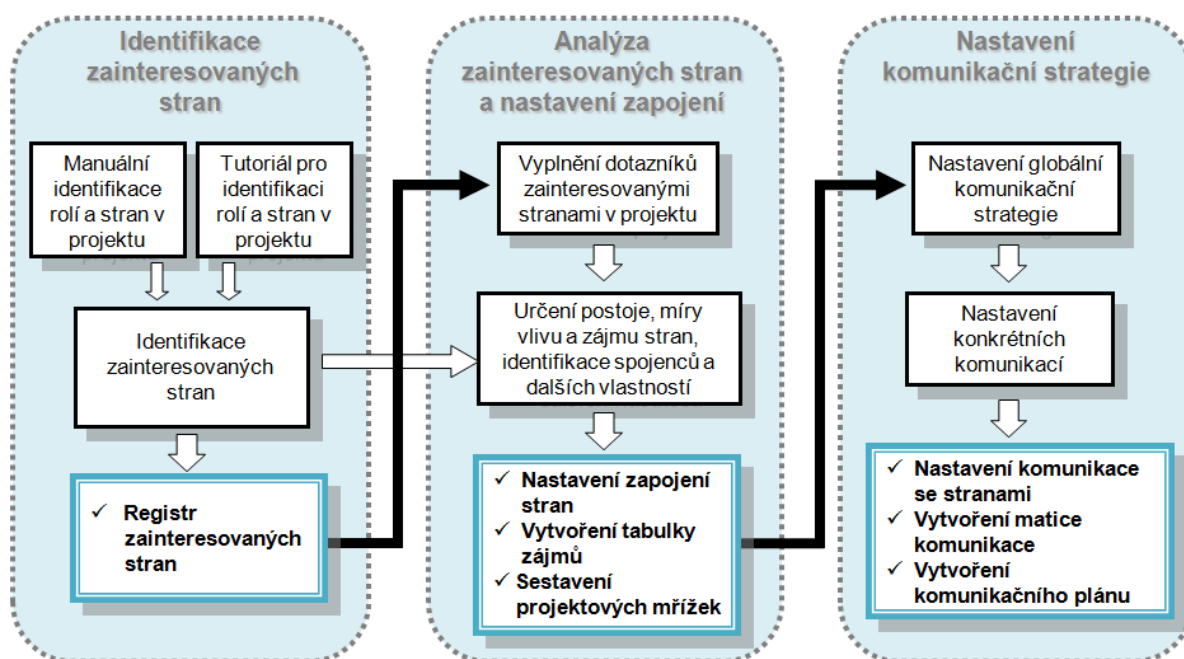 Identifikace
zainteresovaných
stran
Manuální
identifikace
rolí a stran v
projektu
Tutoriál pro
identifikaci
rolí a stran v
projektu
Identifikace
zainteresovaných
stran
✓ Registr
zainteresovaných
stran
Analýza
zainteresovaných stran
a nastavení zapojení
Vyplnění dotazníků
zainteresovanými
stranami v projektu
Určení postoje, míry
vlivu a zájmu stran,
identifikace spojenců a
dalších vlastností
✓ Nastavení zapojení
stran
✓ Vytvoření tabulky
zájmů
✓ Sestavení
projektových mřížek
Nastavení
komunikační strategie
Nastavení globální
komunikační
strategie
Nastavení
konkrétních
komunikací
✓ Nastavení komunikace
se stranami
✓ Vytvoření matice
komunikace
✓ Vytvoření
komunikačního plánu